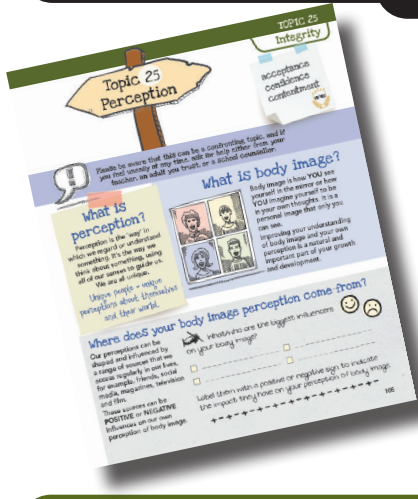 TOPIC 25
Integrity
Topic 25
Perception
acceptance
confidence
contentment
Please be aware that this can be a confronting topic, and if
you feel unsafe at any time, ask for help either from your
teacher, an adult you trust, or a school counsellor.
What is
perception?
Perception is the 'way' in
which we regard or understand
something. It's the way we
think about something, using
all of our senses to guide us.
We are all unique.
Unique people = unique
perceptions about themselves
and their world.
What is body image?
Body image is how YOU see
yourself in the mirror or how
YOU imagine yourself to be
in your own thoughts. It is a
personal image that only you
can see.
Improving your understanding
of body image and your own
perception is a natural and
important part of your growth
and development.
Where does your body image perception come from?
Our perceptions can be
shaped and influenced by
a range of sources that we
access regularly in our lives,
for example, friends, social
media, magazines, television
and film.
These sources can be
POSITIVE or NEGATIVE
influences on our own
perception of body image.
What/who are the biggest influencers
on your body image?
Label them with a positive or negative sign to indicate
the impact they have on your perception of body image.
+-+-+-+-+-+-+-+-+-+-+-+-
105